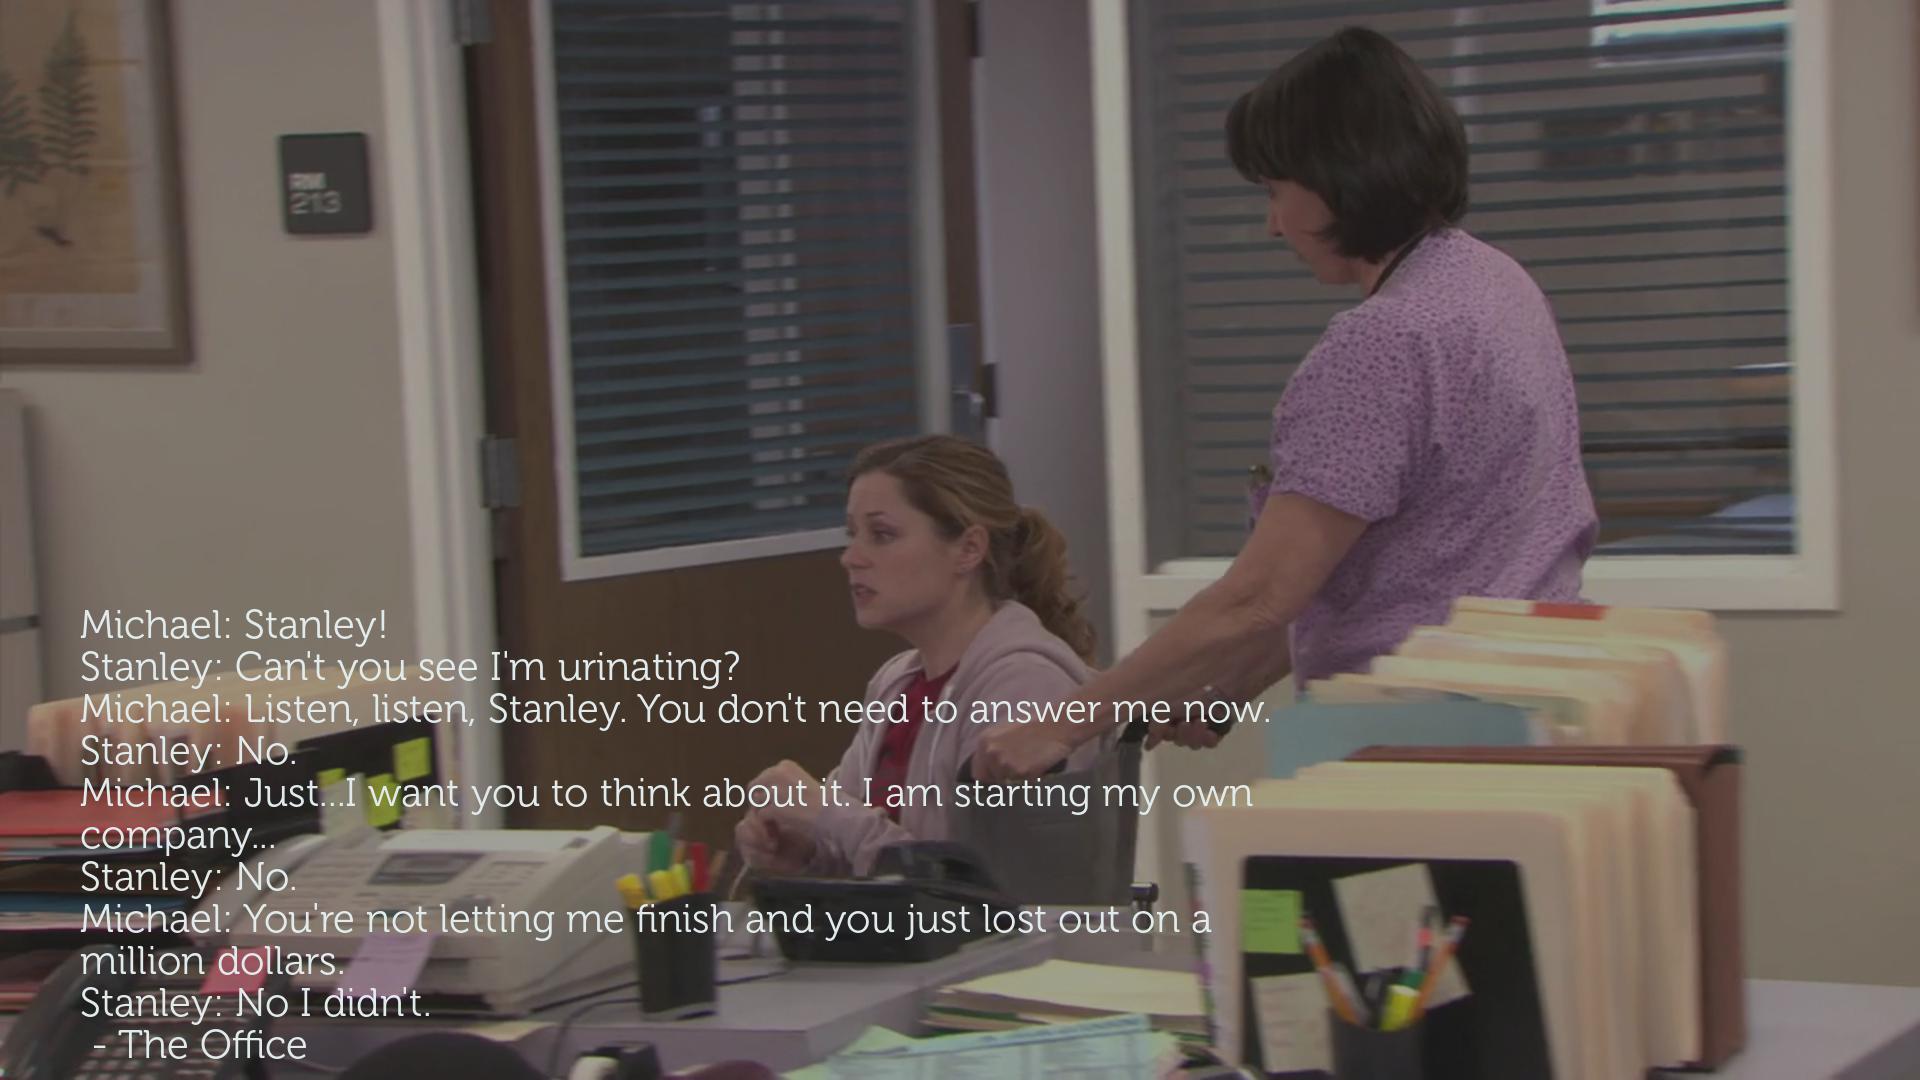 RM
213
Michael: Stanley!
Stanley: Can't you see I'm urinating?
Michael: Listen, listen, Stanley. You don't need to answer me now.
Stanley: No.
Michael: Just...I want you to think about it. I am starting my own
company...
Stanley: No.
Michael: You're not letting me finish and you just lost out on a
million dollars.
Stanley: No I didn't.
- The Office